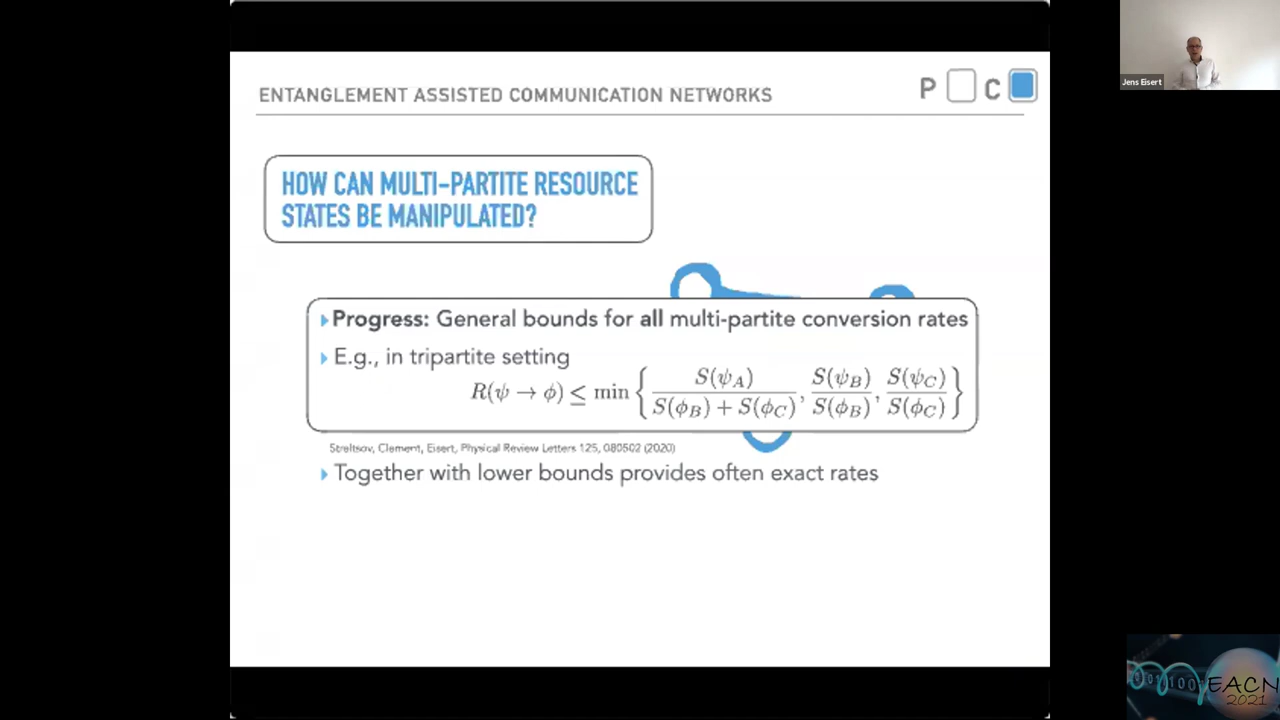 Jens Eisert
ENTANGLEMENT ASSISTED COMMUNICATION NETWORKS
P C
HOW CAN MULTI-PARTITE RESOURCE
STATES BE MANIPULATED?
▸Progress: General bounds for all multi-partite conversion rates
▸ E.g., in tripartite setting
R(ψ → ϕ) ≤ min { S(ψ_A) / (S(ϕ_B) + S(ϕ_C)), S(ψ_B) / S(ϕ_B), S(ψ_C) / S(ϕ_C) }
Streltsov, Clement, Eisert, Physical Review Letters 125, 080502 (2020)
▸ Together with lower bounds provides often exact rates
EACN
2021